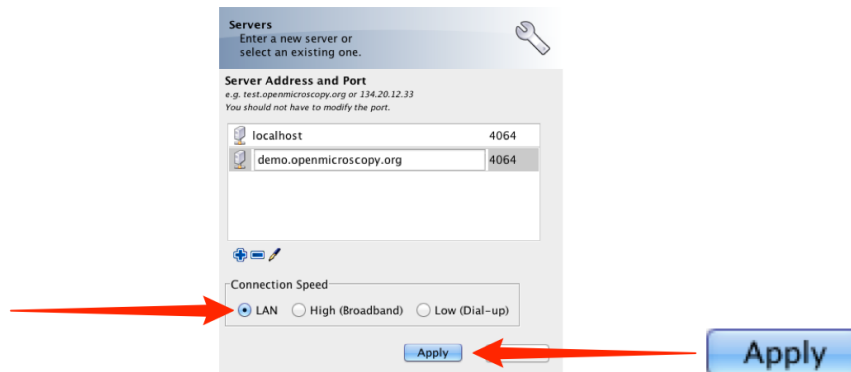 Servers
Enter a new server or
select an existing one.
Server Address and Port
e.g. test.openmicroscopy.org or 134.20.12.33
You should not have to modify the port.
localhost 4064
demo.openmicroscopy.org 4064
Connection Speed
LAN High (Broadband) Low (Dial-up)
Apply
Apply